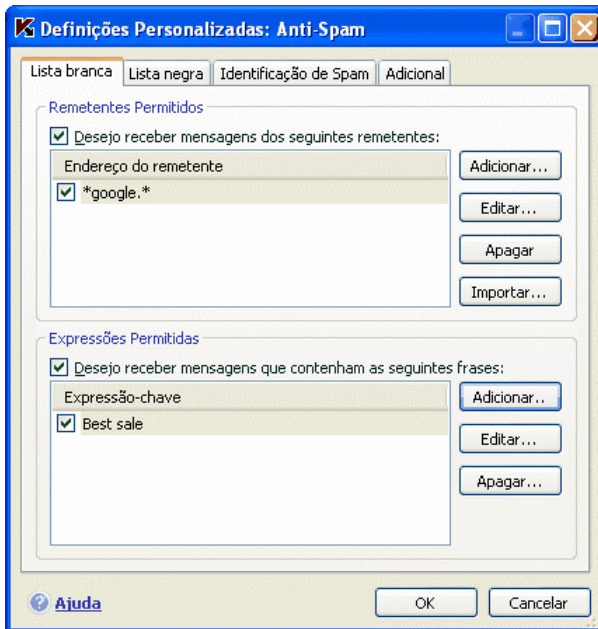 Definições Personalizadas: Anti-Spam
Lista branca Lista negra Identificação de Spam Adicional
Remetentes Permitidos
Desejo receber mensagens dos seguintes remetentes:
Endereço do remetente
*google.*
Adicionar...
Editar...
Apagar
Importar...
Expressões Permitidas
Desejo receber mensagens que contenham as seguintes frases:
Expressão-chave
Best sale
Adicionar..
Editar...
Apagar...
Ajuda
OK
Cancelar